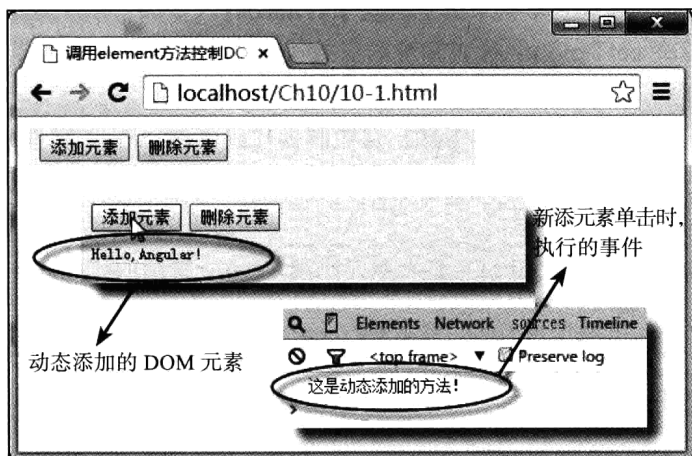 调用element方法控制DC
localhost/Ch10/10-1.html
添加元素 删除元素
添加元素 删除元素
Hello,Angular!
新添元素单击时,
执行的事件
动态添加的 DOM 元素
Elements Network sources Timeline
<top frame> ▼ Preserve log
这是动态添加的方法!
>